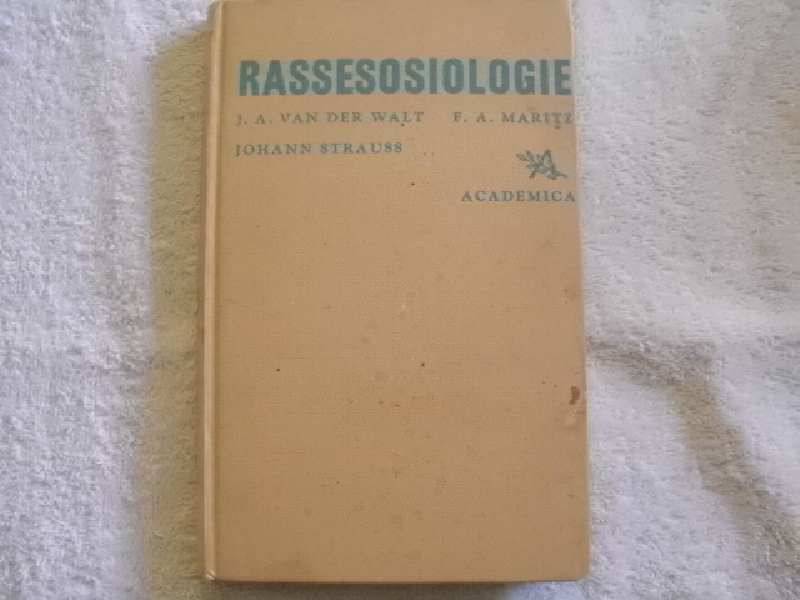 RASSESOSIOLOGIE
J. A. VAN DER WALT F. A. MARITZ
JOHANN STRAUSS
ACADEMICA